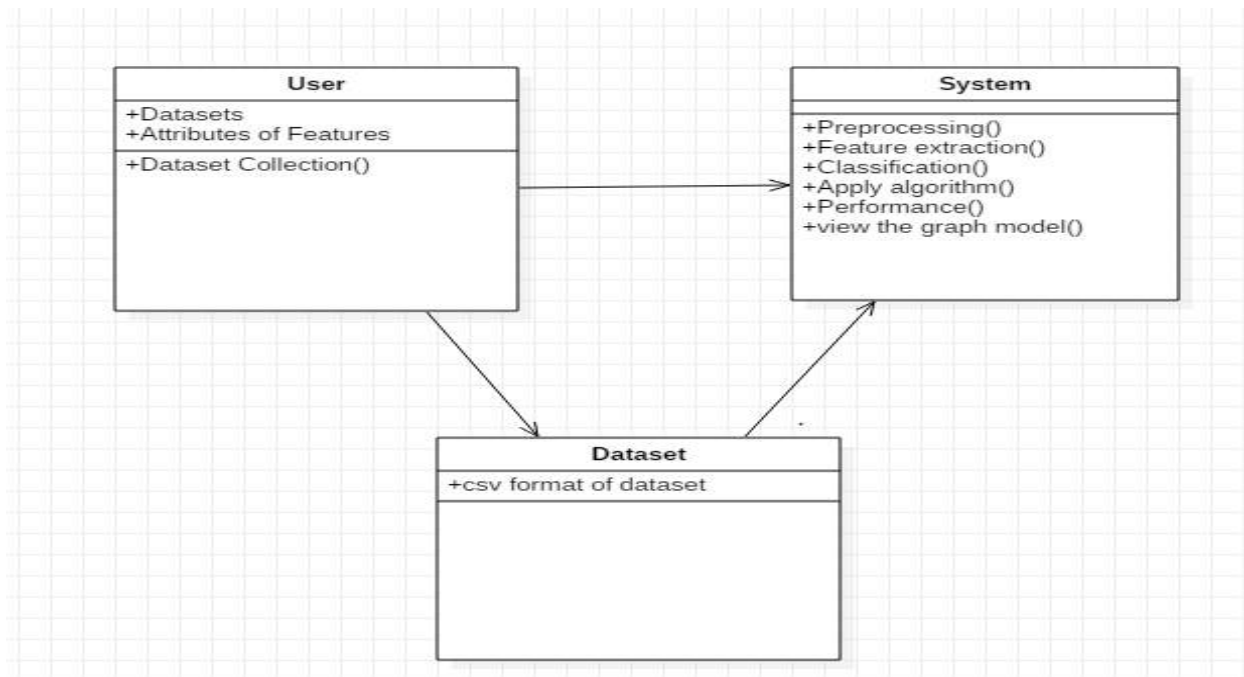 User
+Datasets
+Attributes of Features
+Dataset Collection()
System
+Preprocessing()
+Feature extraction()
+Classification()
+Apply algorithm()
+Performance()
+view the graph model()
Dataset
+csv format of dataset